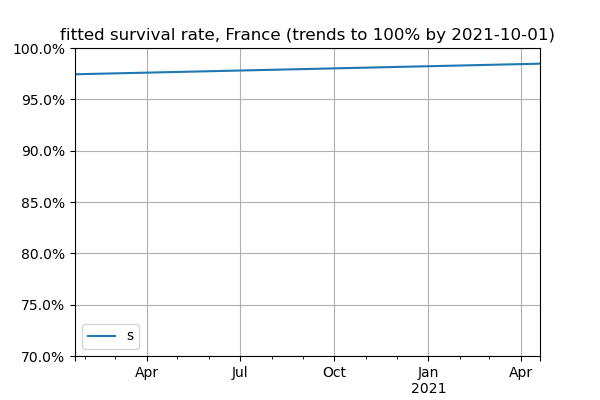 fitted survival rate, France (trends to 100% by 2021-10-01)
100.0%
95.0%
90.0%
85.0%
80.0%
75.0%
70.0%
s
Apr Jul Oct Jan Apr
2021